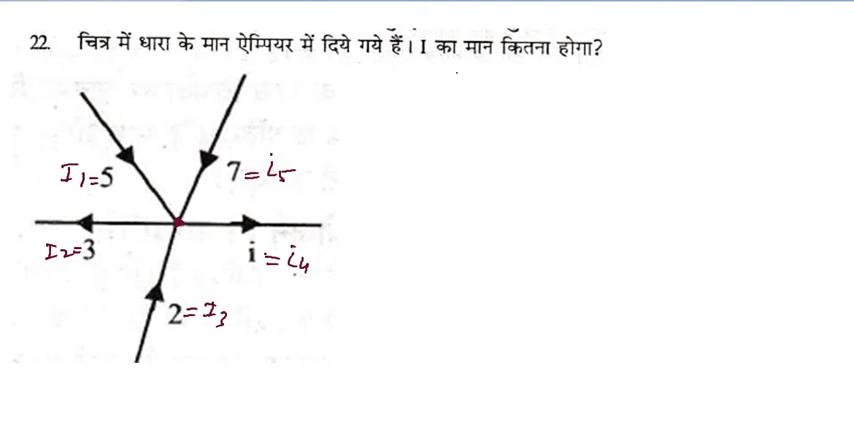 22. चित्र में धारा के मान ऐम्पियर में दिये गये हैं। I का मान कितना होगा?
I1=5
7=i5
I2=3
i=i4
2=I3